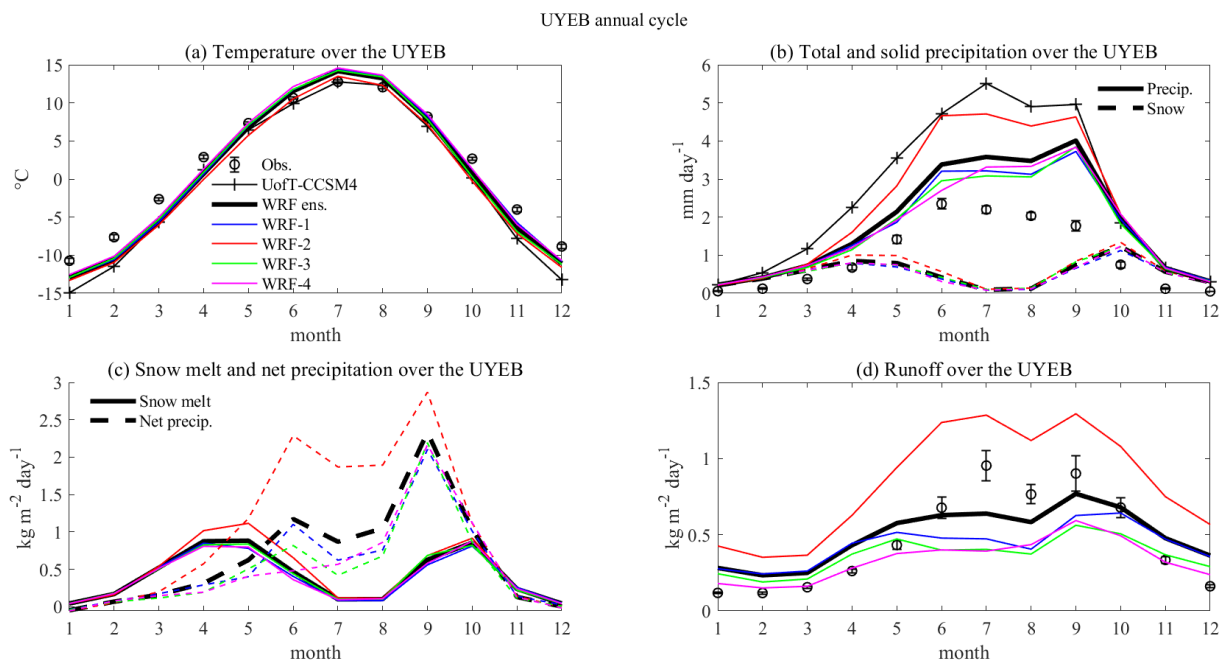 UYEB annual cycle
(a) Temperature over the UYEB
15
10
5
0
-5
-10
-15
°C
Obs.
UofT-CCSM4
WRF ens.
WRF-1
WRF-2
WRF-3
WRF-4
1 2 3 4 5 6 7 8 9 10 11 12
month
(b) Total and solid precipitation over the UYEB
6
5
4
3
2
1
0
mm day⁻¹
Precip.
Snow
1 2 3 4 5 6 7 8 9 10 11 12
month
(c) Snow melt and net precipitation over the UYEB
3
2.5
2
1.5
1
0.5
0
kg m⁻² day⁻¹
Snow melt
Net precip.
1 2 3 4 5 6 7 8 9 10 11 12
month
(d) Runoff over the UYEB
1.5
1
0.5
0
kg m⁻² day⁻¹
1 2 3 4 5 6 7 8 9 10 11 12
month